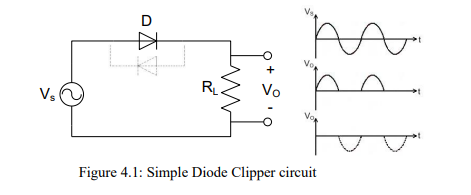 D
Vs
RL
+
Vo
-
Vs
t
Vo
t
Vo
t
Figure 4.1: Simple Diode Clipper circuit